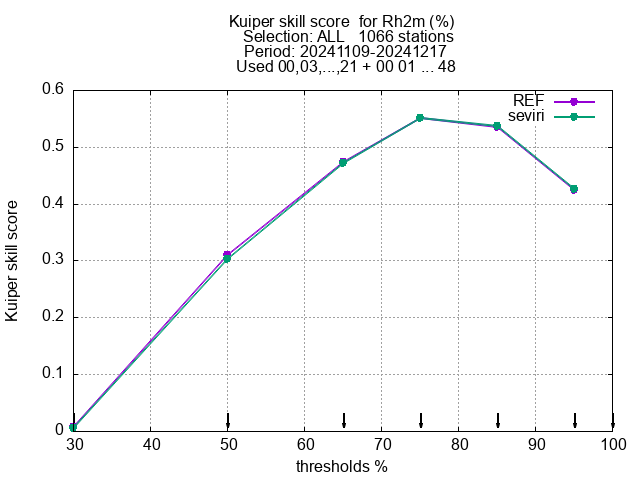 Kuiper skill score  for Rh2m (%)
Selection: ALL   1066 stations
Period: 20241109-20241217
Used 00,03,...,21 + 00 01 ... 48
REF
seviri
Kuiper skill score
0.6
0.5
0.4
0.3
0.2
0.1
0
30 40 50 60 70 80 90 100
thresholds %